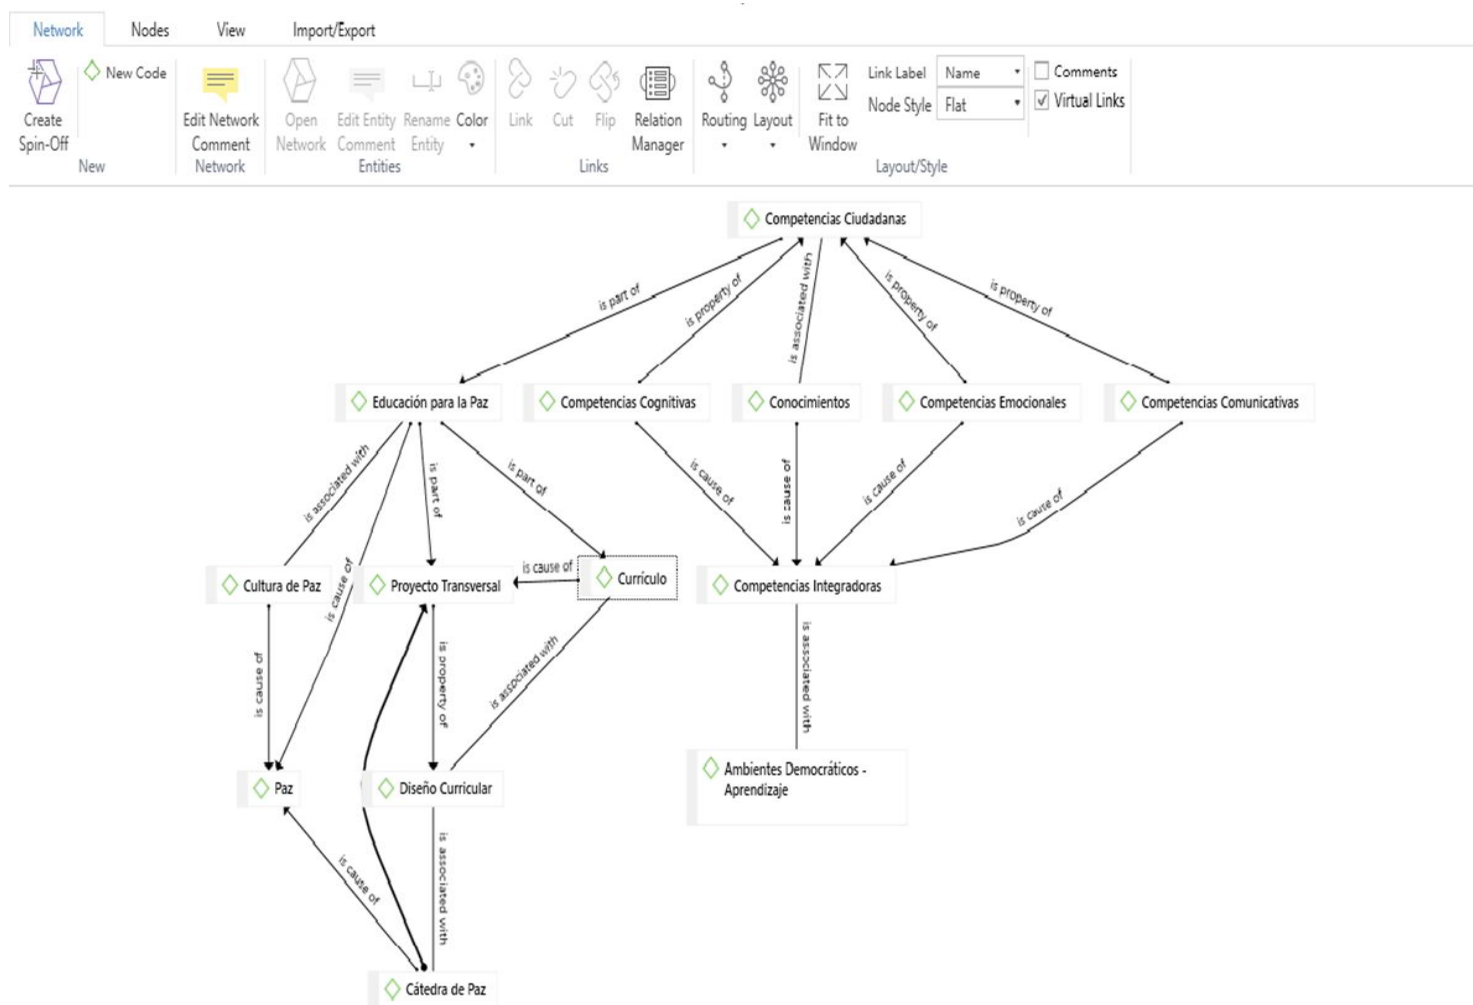 Network Nodes View Import/Export
New Code
Create Spin-Off
New
Edit Network Comment
Network
Open Network
Edit Entity Comment
Rename Entity
Color
Entities
Link
Cut
Flip
Relation Manager
Links
Routing
Layout
Fit to Window
Link Label Name
Node Style Flat
Layout/Style
Comments
Virtual Links
Competencias Ciudadanas
is part of
is property of
is associated with
is property of
is property of
Educación para la Paz
Competencias Cognitivas
Conocimientos
Competencias Emocionales
Competencias Comunicativas
is associated with
is cause of
is part of
is part of
is cause of
is cause of
is cause of
is cause of
Cultura de Paz
Proyecto Transversal
is cause of
Currículo
Competencias Integradoras
is cause of
is property of
is associated with
is associated with
Paz
Diseño Curricular
Ambientes Democráticos -
Aprendizaje
is cause of
is associated with
Cátedra de Paz